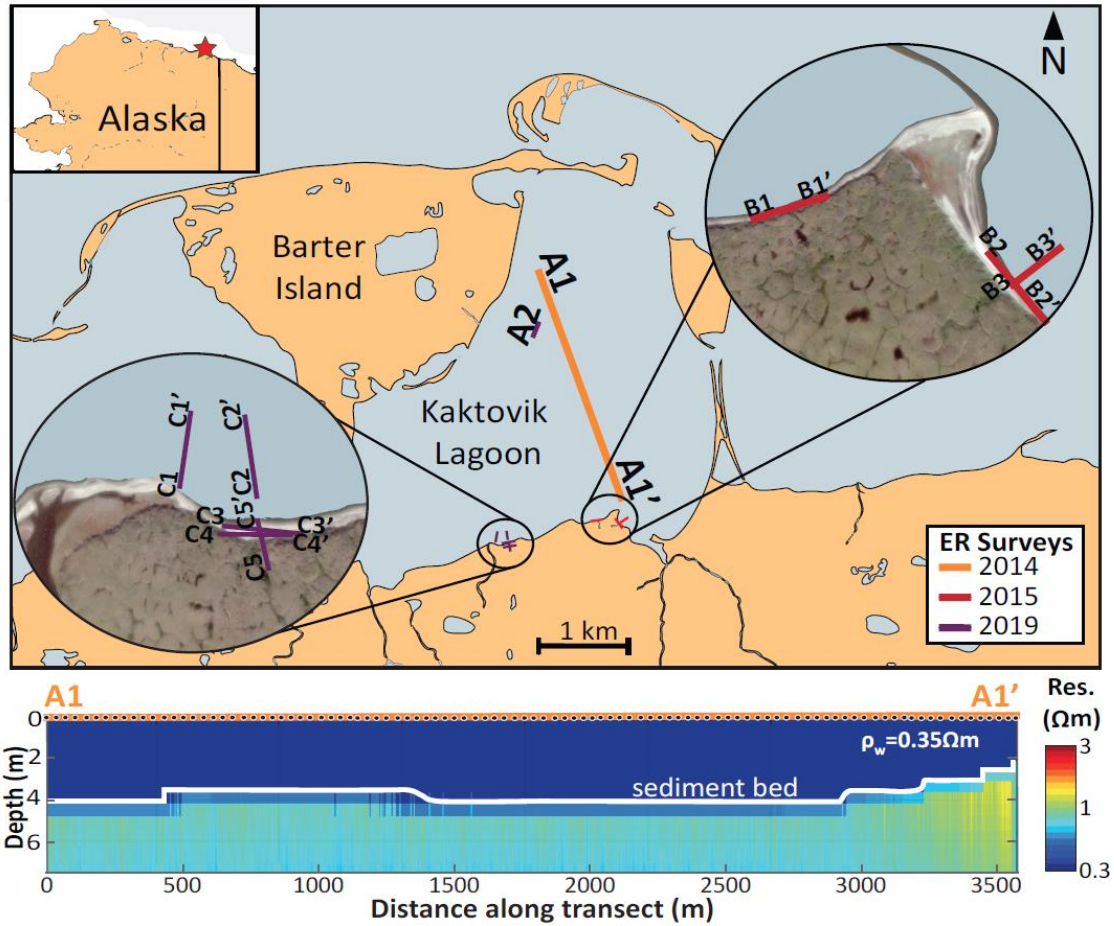 N
Alaska
B1
B1'
B2
B3'
B3
B2'
Barter
Island
A1
A2
Kaktovik
Lagoon
A1'
C1'
C2'
C1
C2
C5'
C3
C3'
C4
C4'
C5
ER Surveys
2014
2015
2019
1 km
A1
A1'
Res.
(Ωm)
ρw=0.35Ωm
sediment bed
Depth (m)
0
2
4
6
3
1
0.3
0
500
1000
1500
2000
2500
3000
3500
Distance along transect (m)